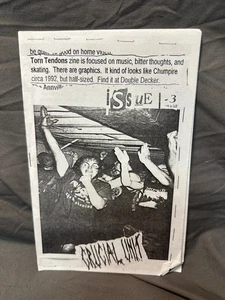 Torn Tendons zine is focused on music, bitter thoughts, and
skating. There are graphics. It kind of looks like Chumpire
circa 1992, but half-sized. Find it at Double Decker.
issue
3
CRUCIAL UNIT